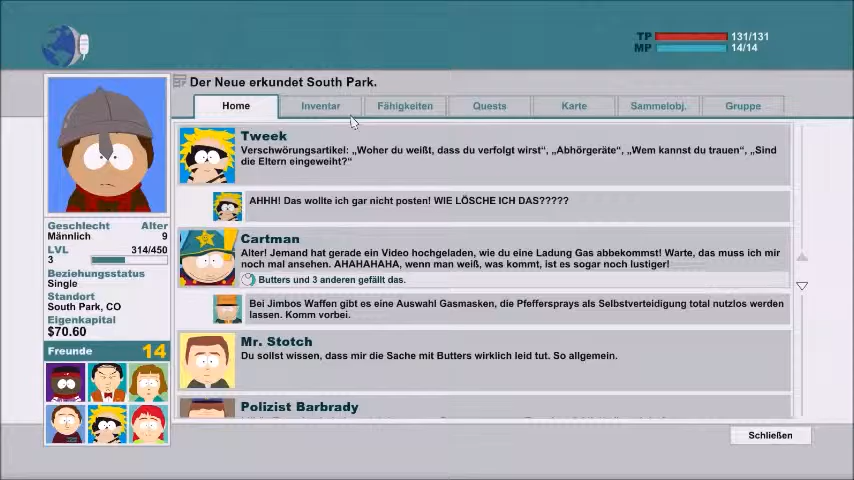 TP 131/131
MP 14/14
Der Neue erkundet South Park.
Home Inventar Fähigkeiten Quests Karte Sammelobj. Gruppe
Geschlecht Alter
Männlich 9
LVL 314/450
3
Beziehungsstatus
Single
Standort
South Park, CO
Eigenkapital
$70.60
Freunde 14
Tweek
Verschwörungsartikel: „Woher du weißt, dass du verfolgt wirst“, „Abhörgeräte“, „Wem kannst du trauen“, „Sind
die Eltern eingeweiht?“
AHHH! Das wollte ich gar nicht posten! WIE LÖSCHE ICH DAS?????
Cartman
Alter! Jemand hat gerade ein Video hochgeladen, wie du eine Ladung Gas abbekommst! Warte, das muss ich mir
noch mal ansehen. AHAHAHAHA, wenn man weiß, was kommt, ist es sogar noch lustiger!
Butters und 3 anderen gefällt das.
Bei Jimbos Waffen gibt es eine Auswahl Gasmasken, die Pfeffersprays als Selbstverteidigung total nutzlos werden
lassen. Komm vorbei.
Mr. Stotch
Du sollst wissen, dass mir die Sache mit Butters wirklich leid tut. So allgemein.
Polizist Barbrady
Schließen